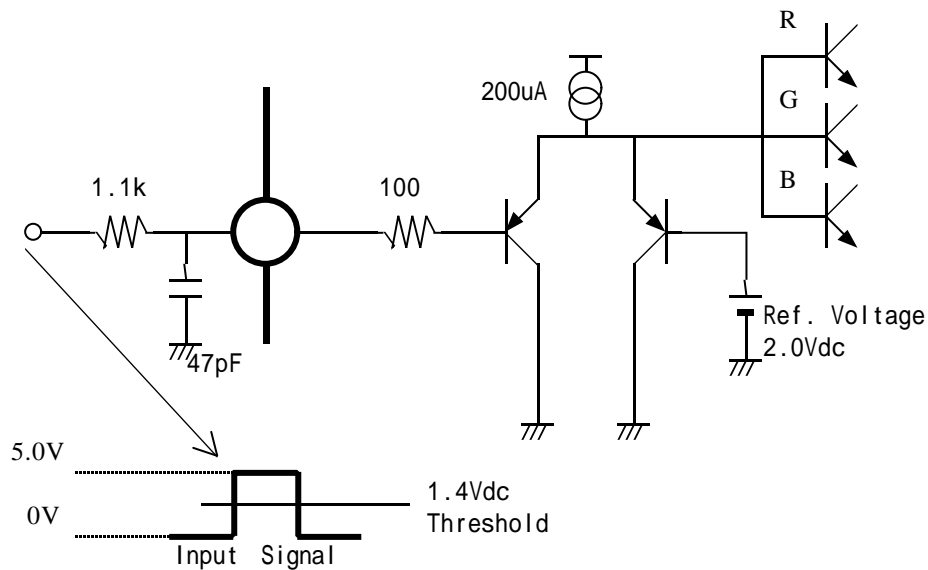 R
200uA
G
1.1k
100
B
47pF
Ref. Voltage
2.0Vdc
5.0V
1.4Vdc
Threshold
0V
Input Signal